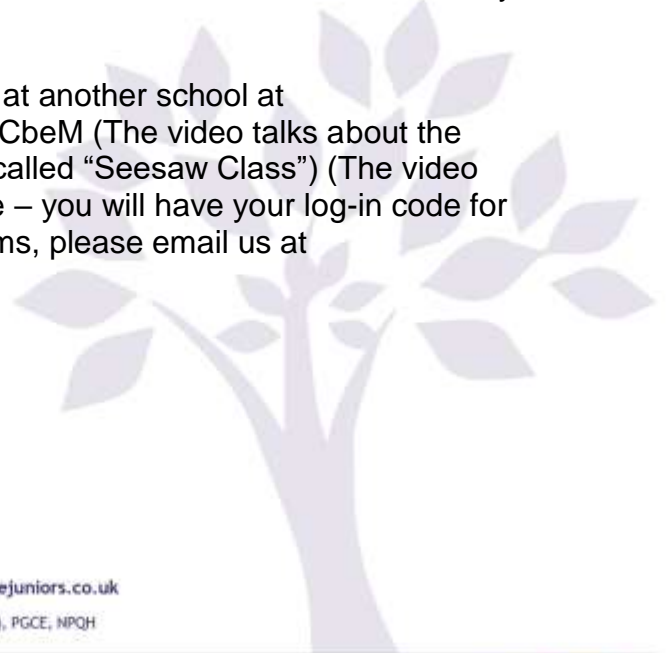 at another school at
CbeM (The video talks about the
called “Seesaw Class”) (The video
e – you will have your log-in code for
ms, please email us at
ejuniors.co.uk
, PGCE, NPQH